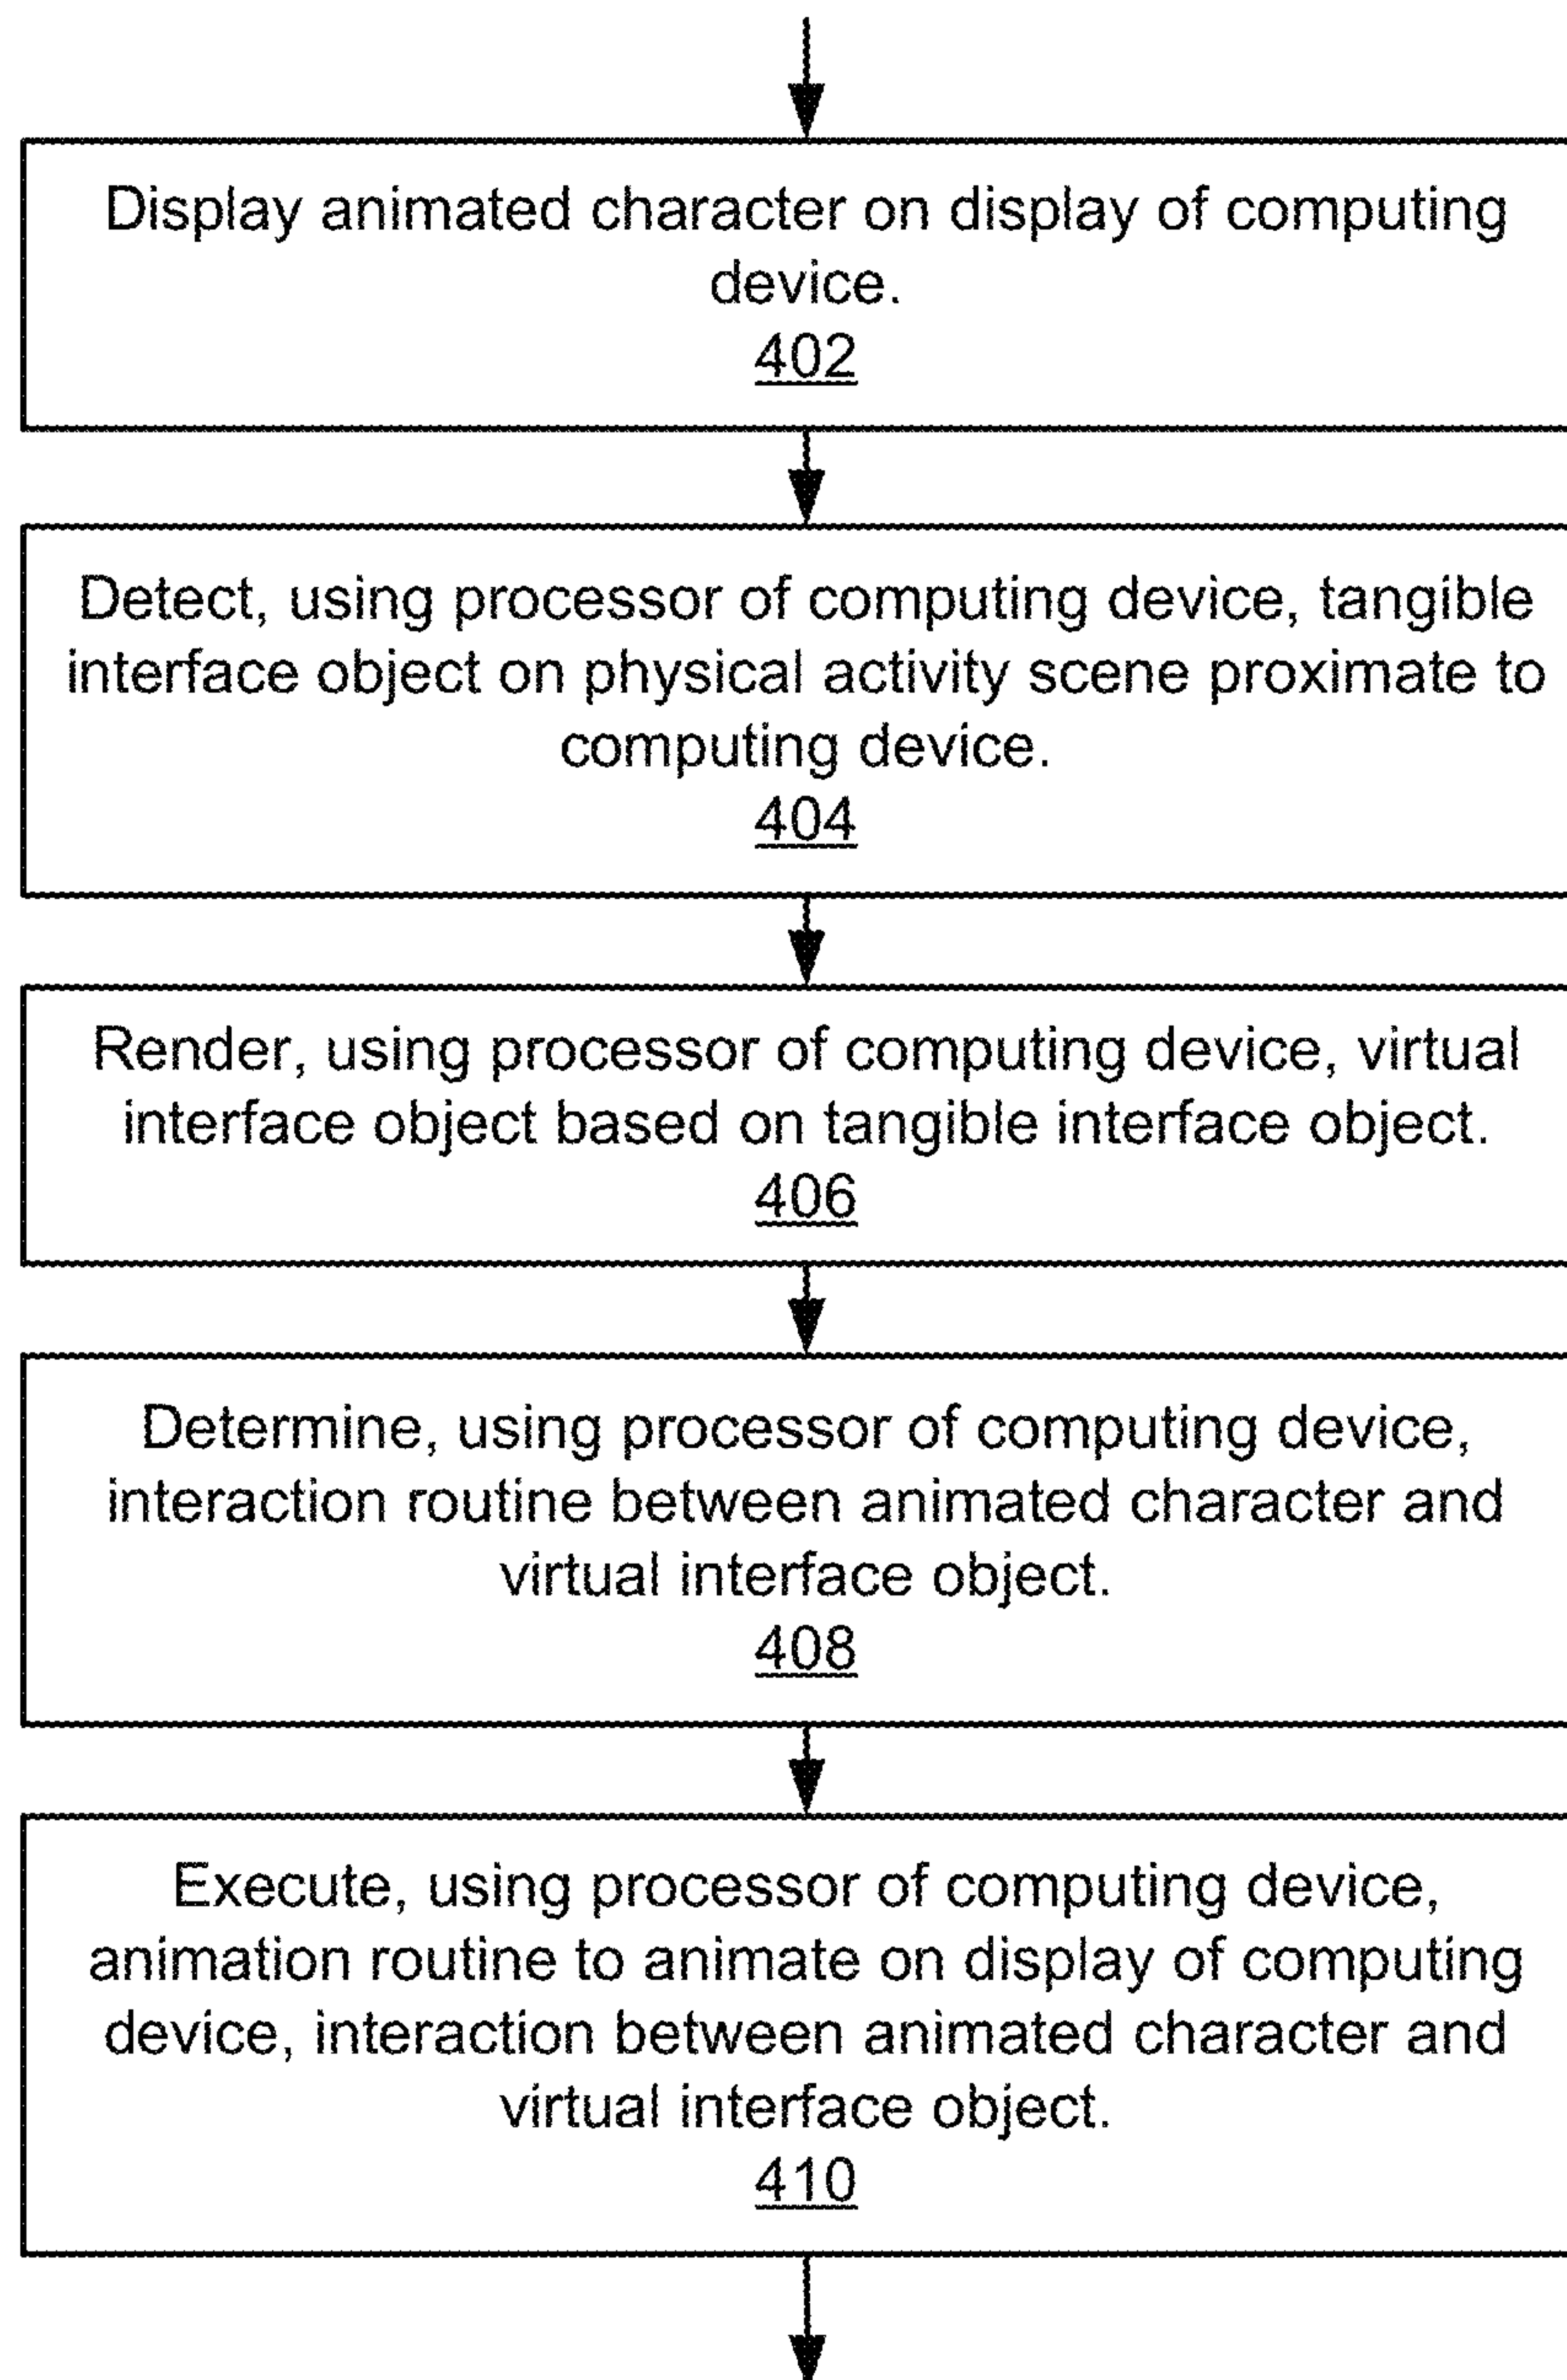 Display animated character on display of computing
device.
402
Detect, using processor of computing device, tangible
interface object on physical activity scene proximate to
computing device.
404
Render, using processor of computing device, virtual
interface object based on tangible interface object.
406
Determine, using processor of computing device,
interaction routine between animated character and
virtual interface object.
408
Execute, using processor of computing device,
animation routine to animate on display of computing
device, interaction between animated character and
virtual interface object.
410